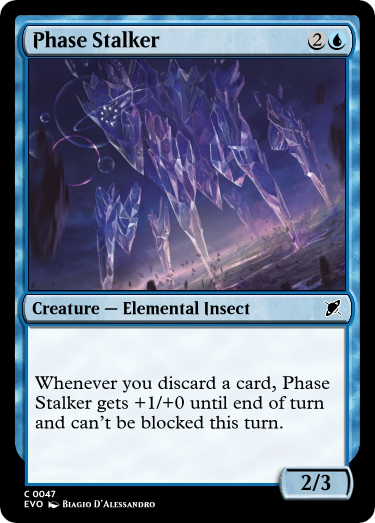 Phase Stalker 2
Creature — Elemental Insect
Whenever you discard a card, Phase
Stalker gets +1/+0 until end of turn
and can't be blocked this turn.
2/3
C 0047
EVO Biagio D'Alessandro